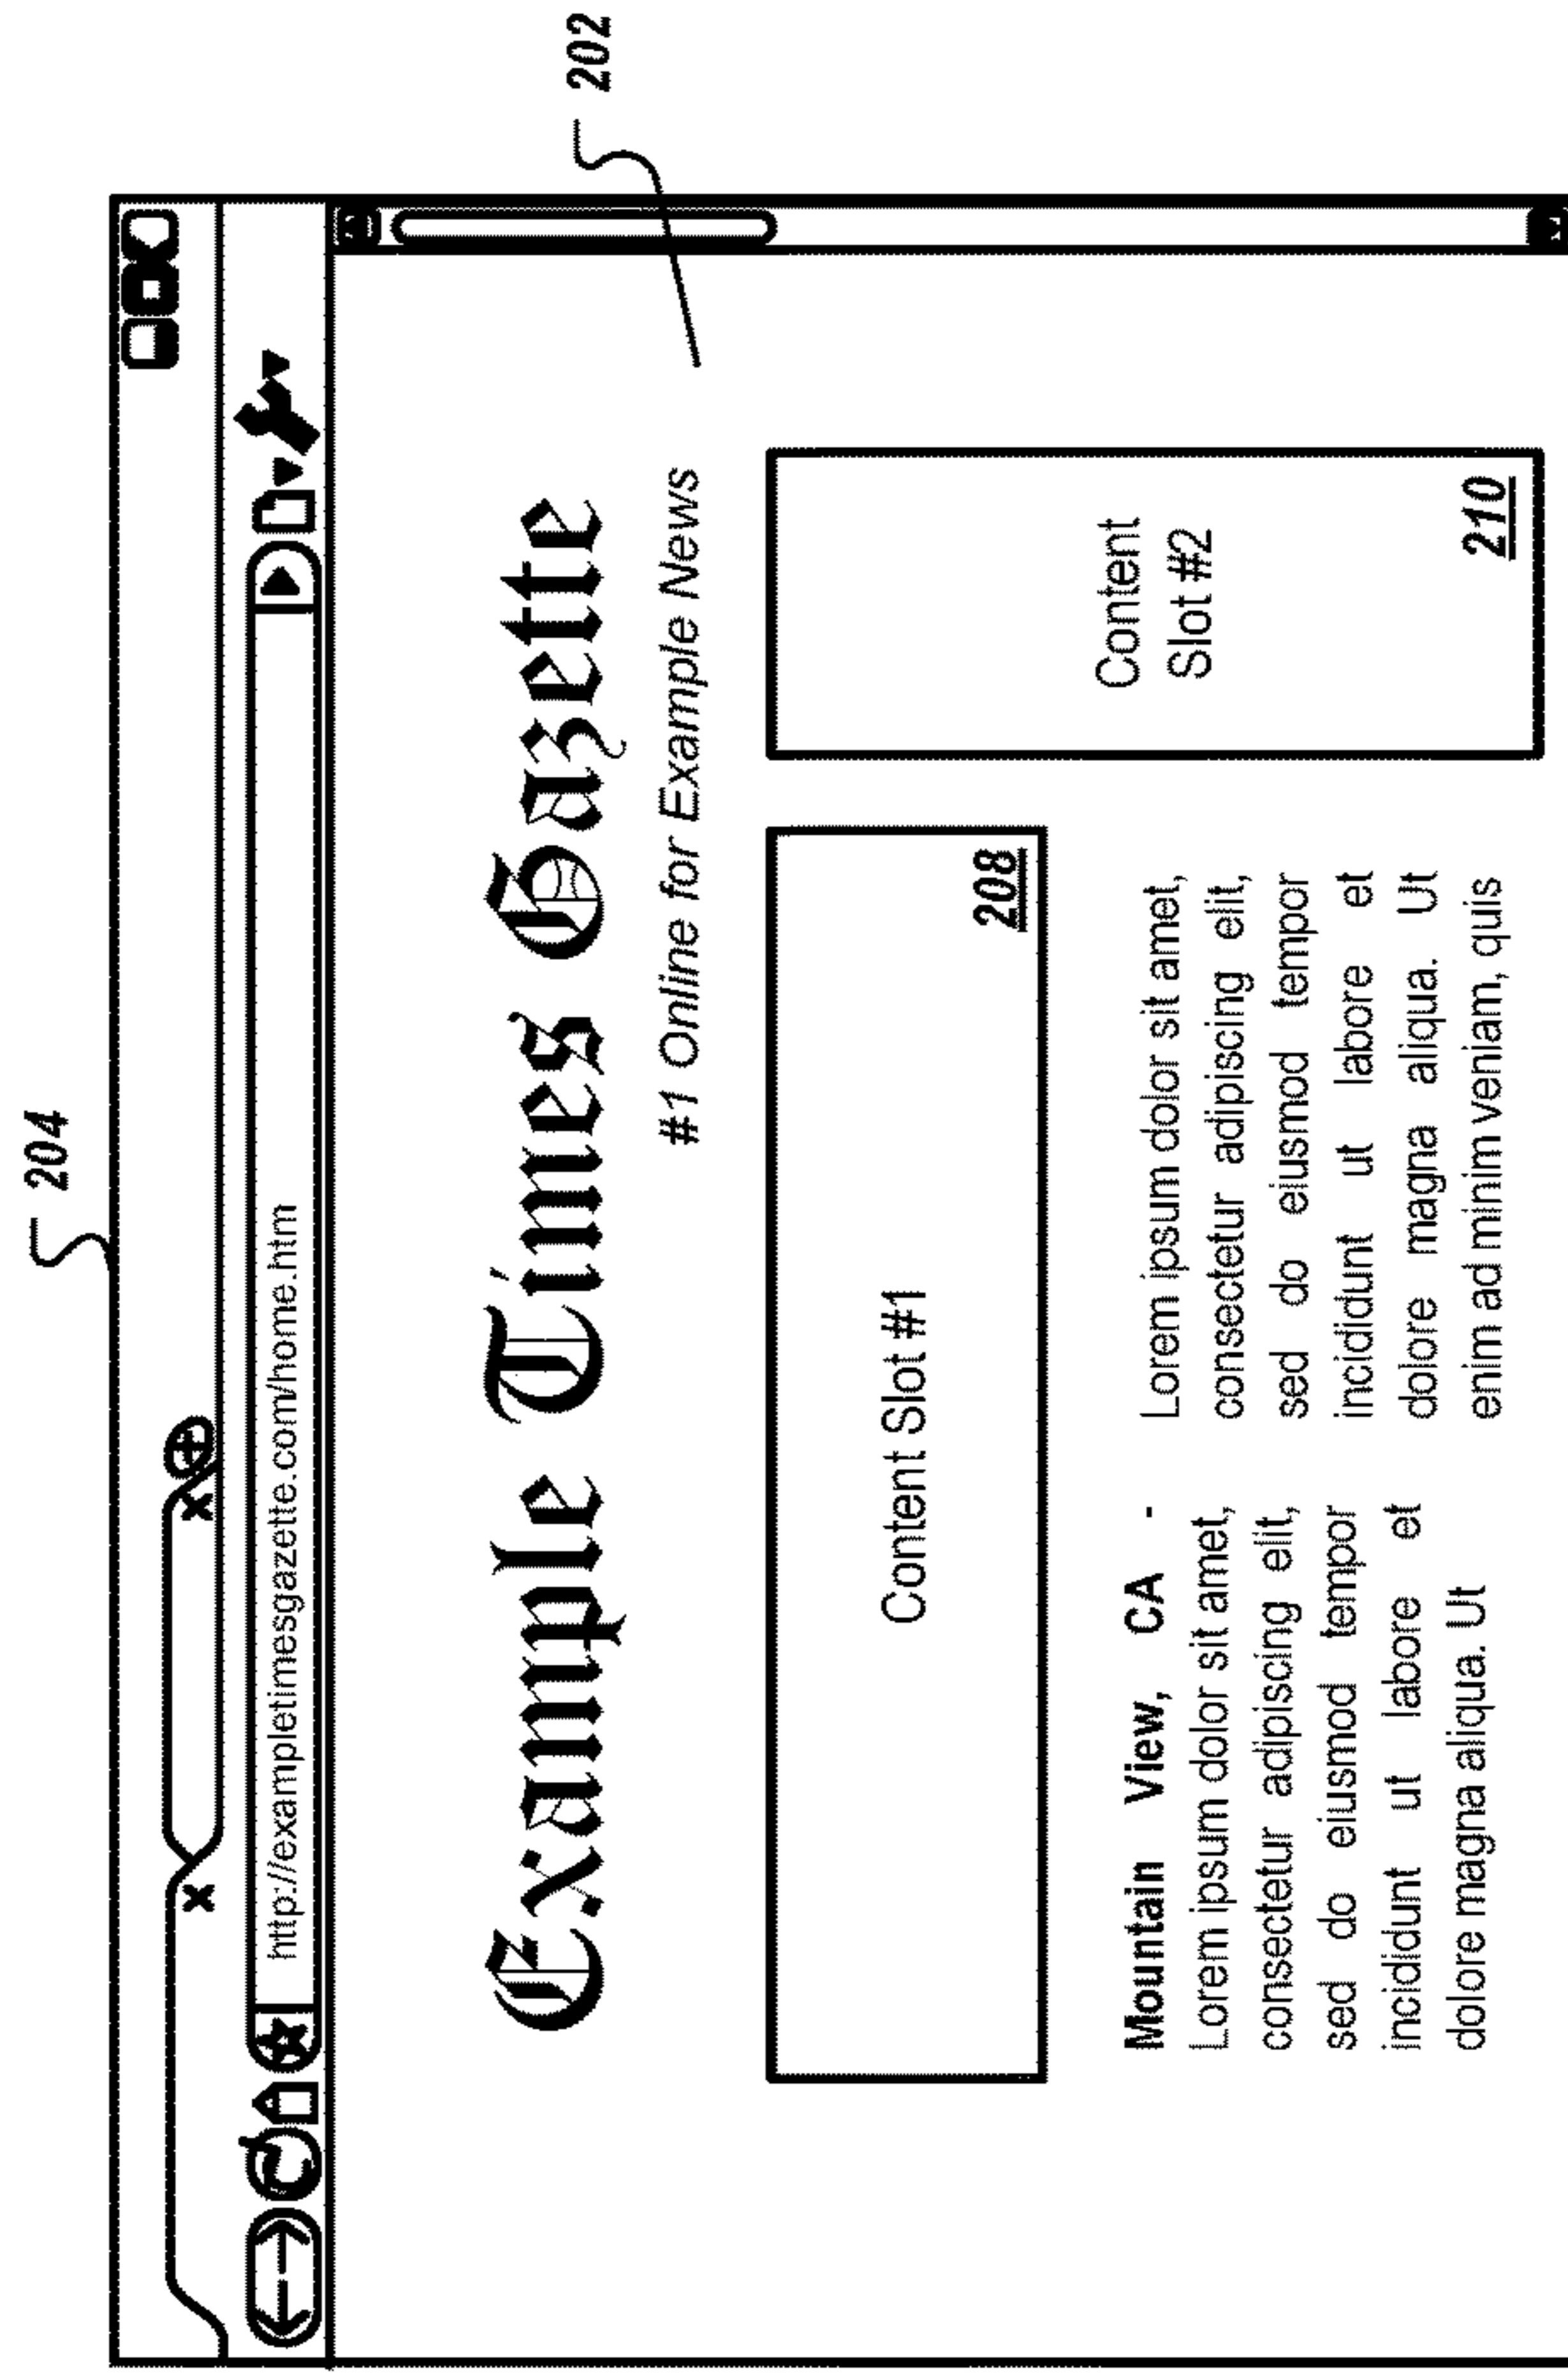 204
http://exampletimesgazette.com/home.htm
202
Example Times Gazette
#1 Online for Example News
Content Slot #1
208
Content
Slot #2
210
Mountain View, CA -
Lorem ipsum dolor sit amet,
consectetur adipiscing elit,
sed do eiusmod tempor
incididunt ut labore et
dolore magna aliqua. Ut
Lorem ipsum dolor sit amet,
consectetur adipiscing elit,
sed do eiusmod tempor
incididunt ut labore et
dolore magna aliqua. Ut
enim ad minim veniam, quis